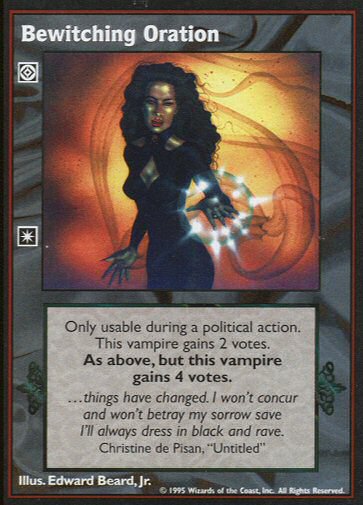 Bewitching Oration
Only usable during a political action.
This vampire gains 2 votes.
As above, but this vampire
gains 4 votes.
…things have changed. I won't concur
and won't betray my sorrow save
I'll always dress in black and rave.
Christine de Pisan, "Untitled"
Illus. Edward Beard, Jr.
© 1995 Wizards of the Coast, Inc. All Rights Reserved.